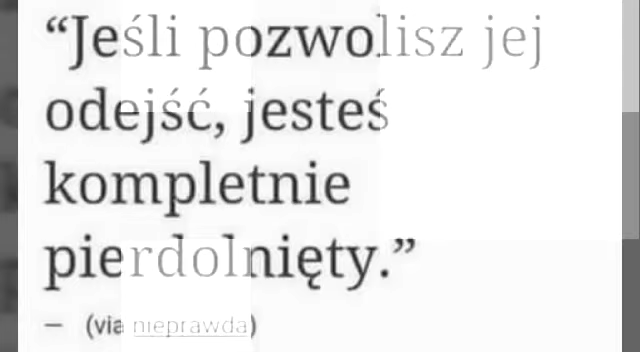 “Jeśli pozwolisz jej
odejść, jesteś
kompletnie
pierdolnięty.”
— (via nieprawda)